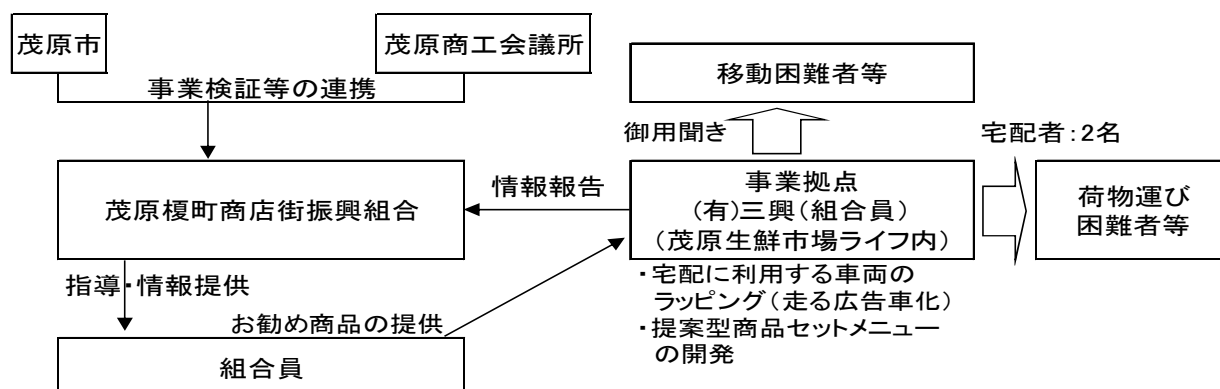 茂原市
茂原商工会議所
事業検証等の連携
移動困難者等
御用聞き
宅配者:2名
茂原榎町商店街振興組合
情報報告
事業拠点
(有)三興(組合員)
(茂原生鮮市場ライフ内)
荷物運び
困難者等
・宅配に利用する車両の
ラッピング(走る広告車化)
・提案型商品セットメニュー
の開発
指導・情報提供
お勧め商品の提供
組合員